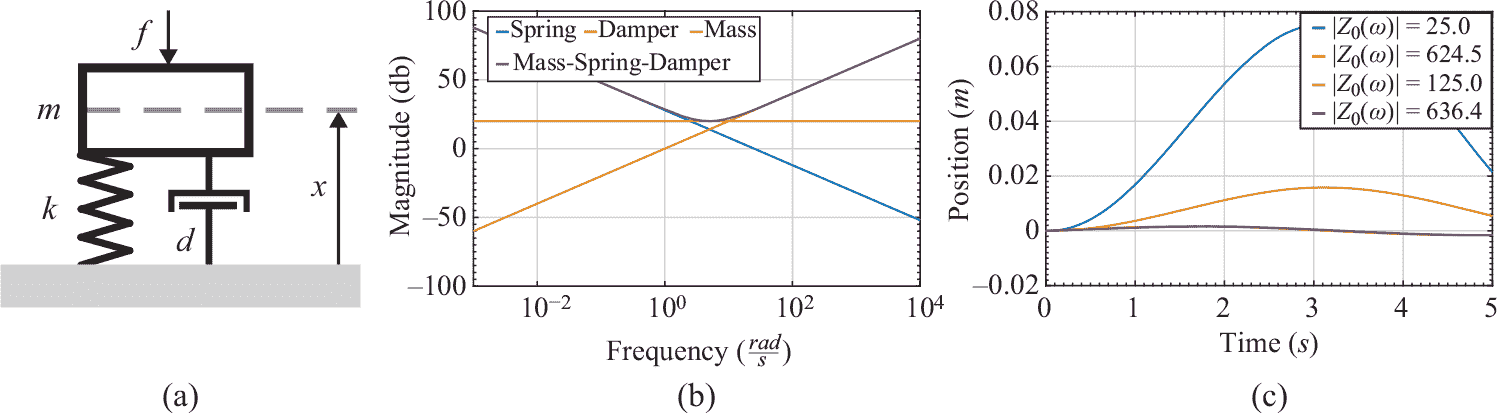 f
m
k
d
x
(a)
100
50
0
−50
−100
Magnitude (db)
Spring Damper Mass
Mass-Spring-Damper
10⁻² 10⁰ 10² 10⁴
Frequency (rad/s)
(b)
0.08
0.06
0.04
0.02
0
−0.02
Position (m)
|Z₀(ω)| = 25.0
|Z₀(ω)| = 624.5
|Z₀(ω)| = 125.0
|Z₀(ω)| = 636.4
0 1 2 3 4 5
Time (s)
(c)